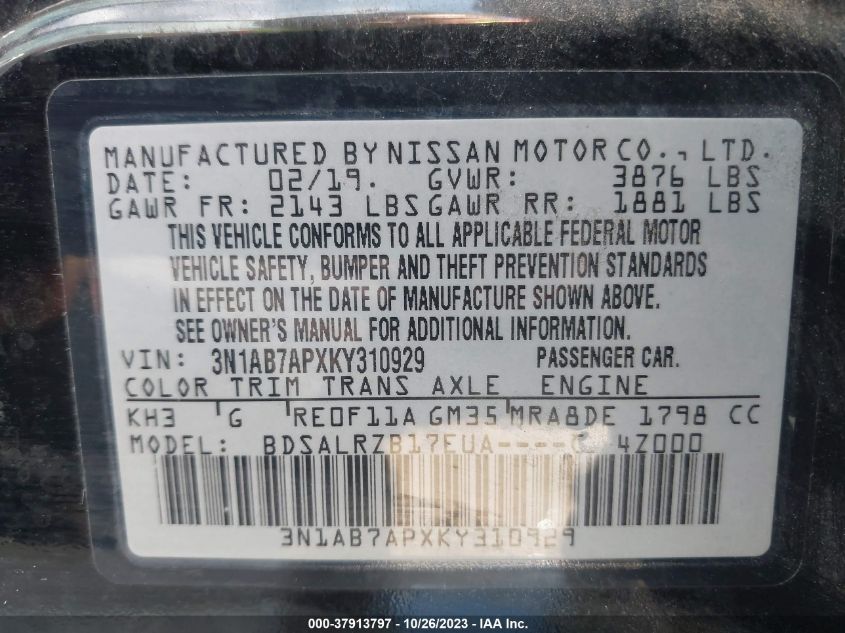 MANUFACTURED BY NISSAN MOTOR CO., LTD.
DATE: 02/19. GVWR: 3876 LBS
GAWR FR: 2143 LBS GAWR RR: 1881 LBS
THIS VEHICLE CONFORMS TO ALL APPLICABLE FEDERAL MOTOR
VEHICLE SAFETY, BUMPER AND THEFT PREVENTION STANDARDS
IN EFFECT ON THE DATE OF MANUFACTURE SHOWN ABOVE.
SEE OWNER'S MANUAL FOR ADDITIONAL INFORMATION.
VIN: 3N1AB7APXKY310929 PASSENGER CAR.
COLOR TRIM TRANS AXLE ENGINE
KH3 G RE0F11A GM35 MRA8DE 1798 CC
MODEL: BDSALRZB17EUA----C 4Z000
3N1AB7APXKY310929
000-37913797 - 10/26/2023 - IAA Inc.